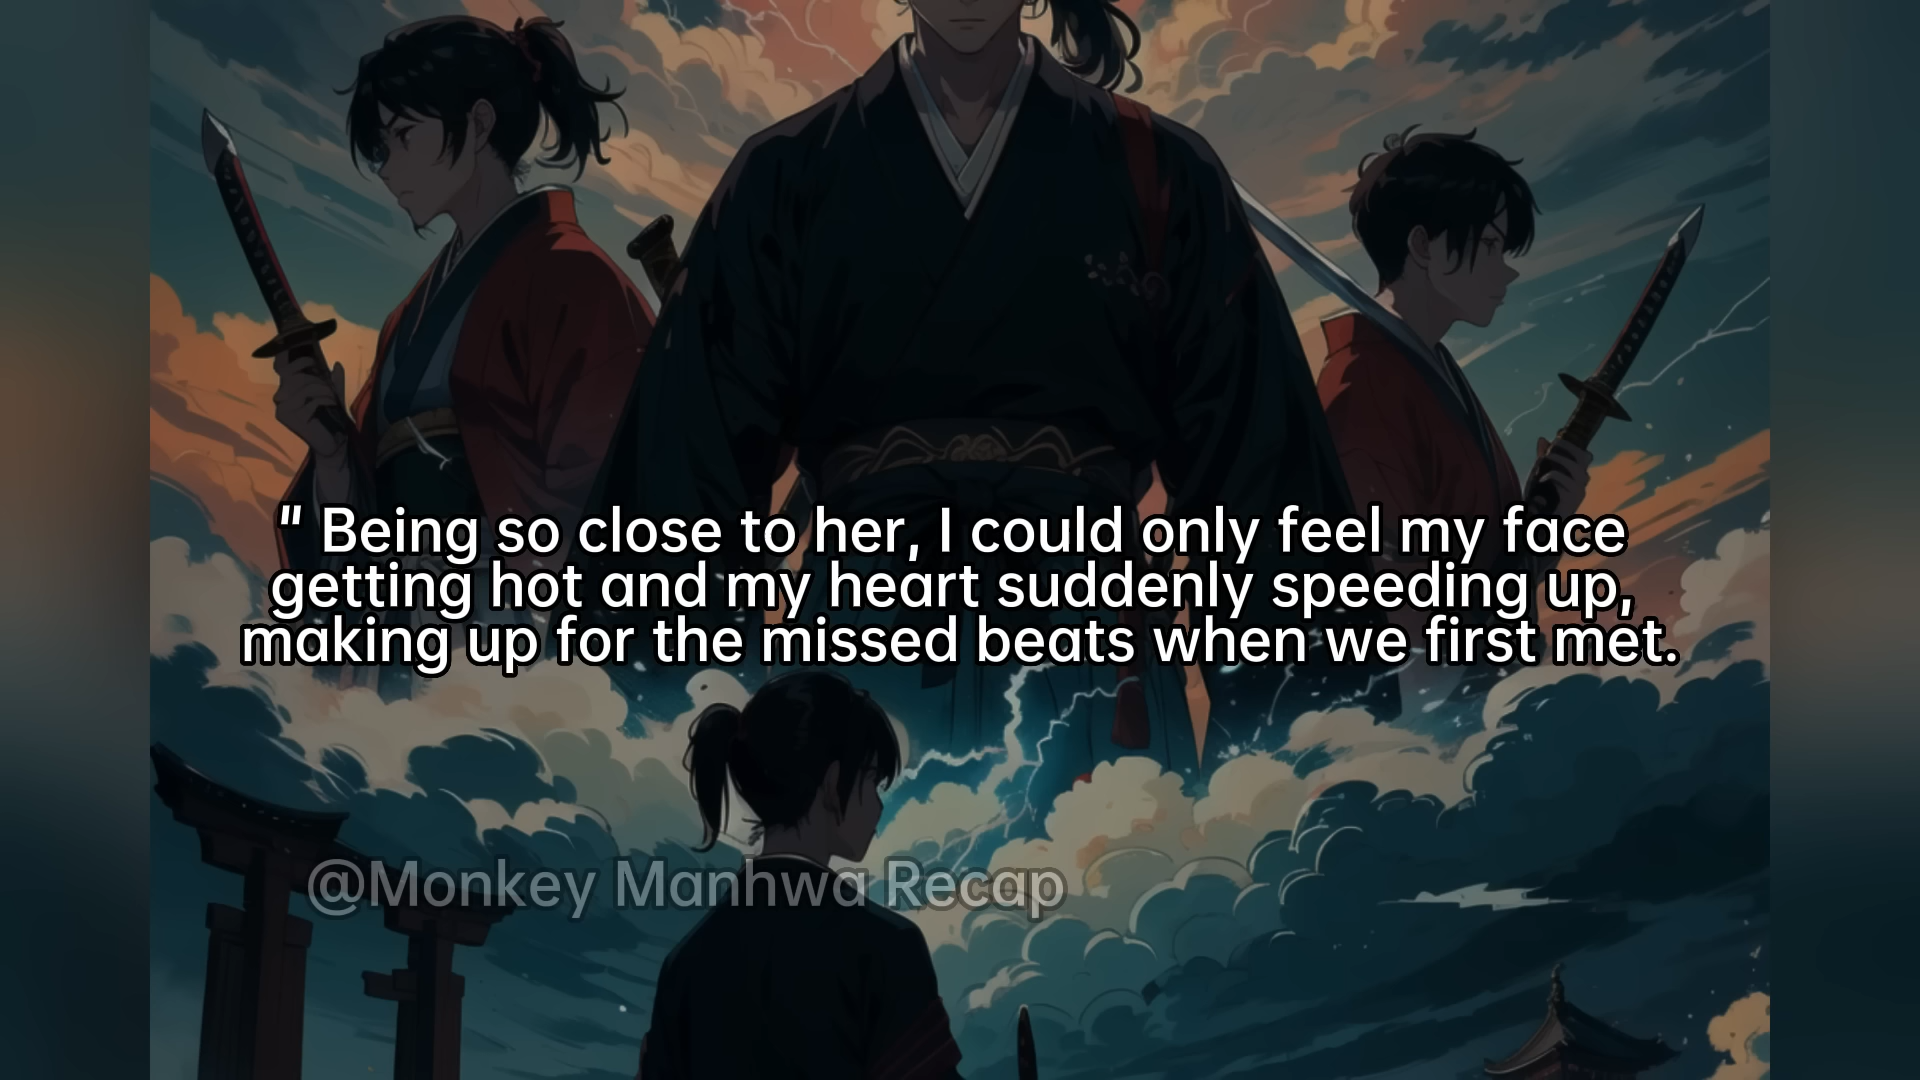 " Being so close to her, I could only feel my face
getting hot and my heart suddenly speeding up,
making up for the missed beats when we first met.
@Monkey Manhwa Recap